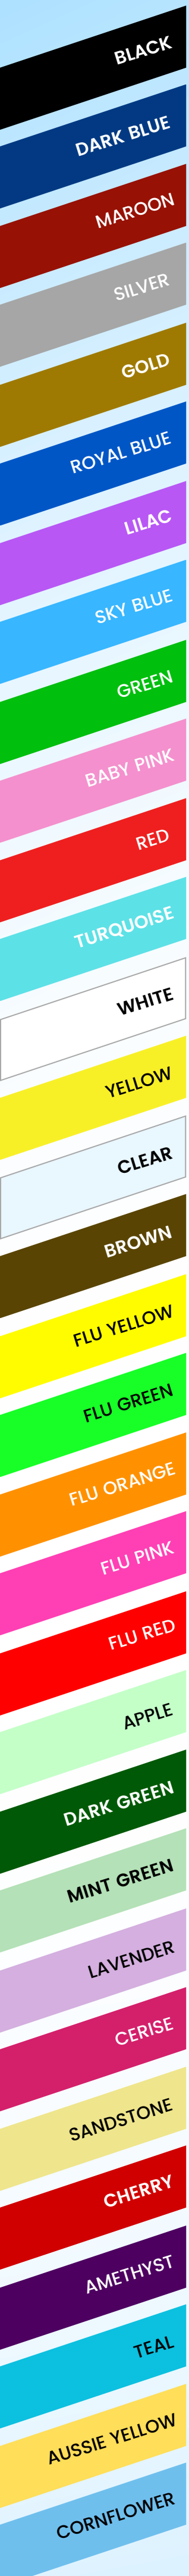 BLACK
DARK BLUE
MAROON
SILVER
GOLD
ROYAL BLUE
LILAC
SKY BLUE
GREEN
BABY PINK
RED
TURQUOISE
WHITE
YELLOW
CLEAR
BROWN
FLU YELLOW
FLU GREEN
FLU ORANGE
FLU PINK
FLU RED
APPLE
DARK GREEN
MINT GREEN
LAVENDER
CERISE
SANDSTONE
CHERRY
AMETHYST
TEAL
AUSSIE YELLOW
CORNFLOWER